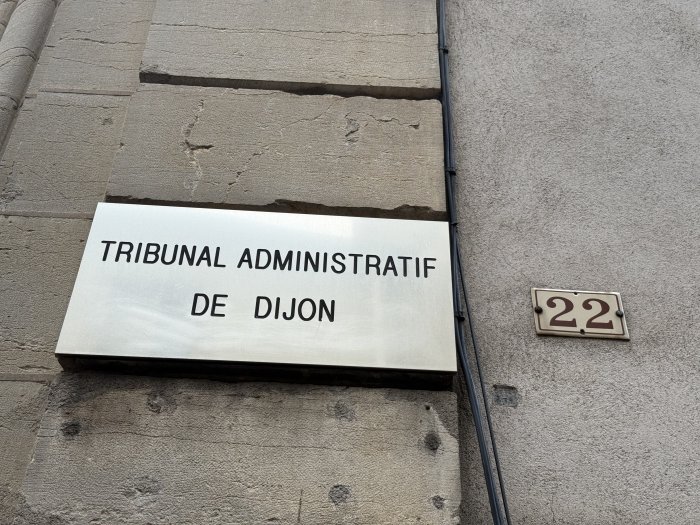 TRIBUNAL ADMINISTRATIF
DE DIJON
22